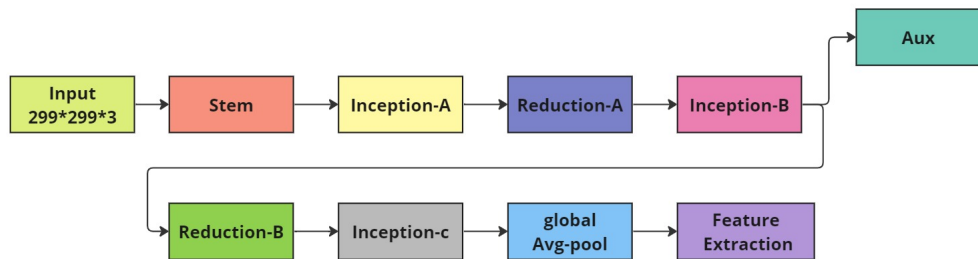 Aux
Input
299*299*3
Stem
Inception-A
Reduction-A
Inception-B
Reduction-B
Inception-c
global
Avg-pool
Feature
Extraction